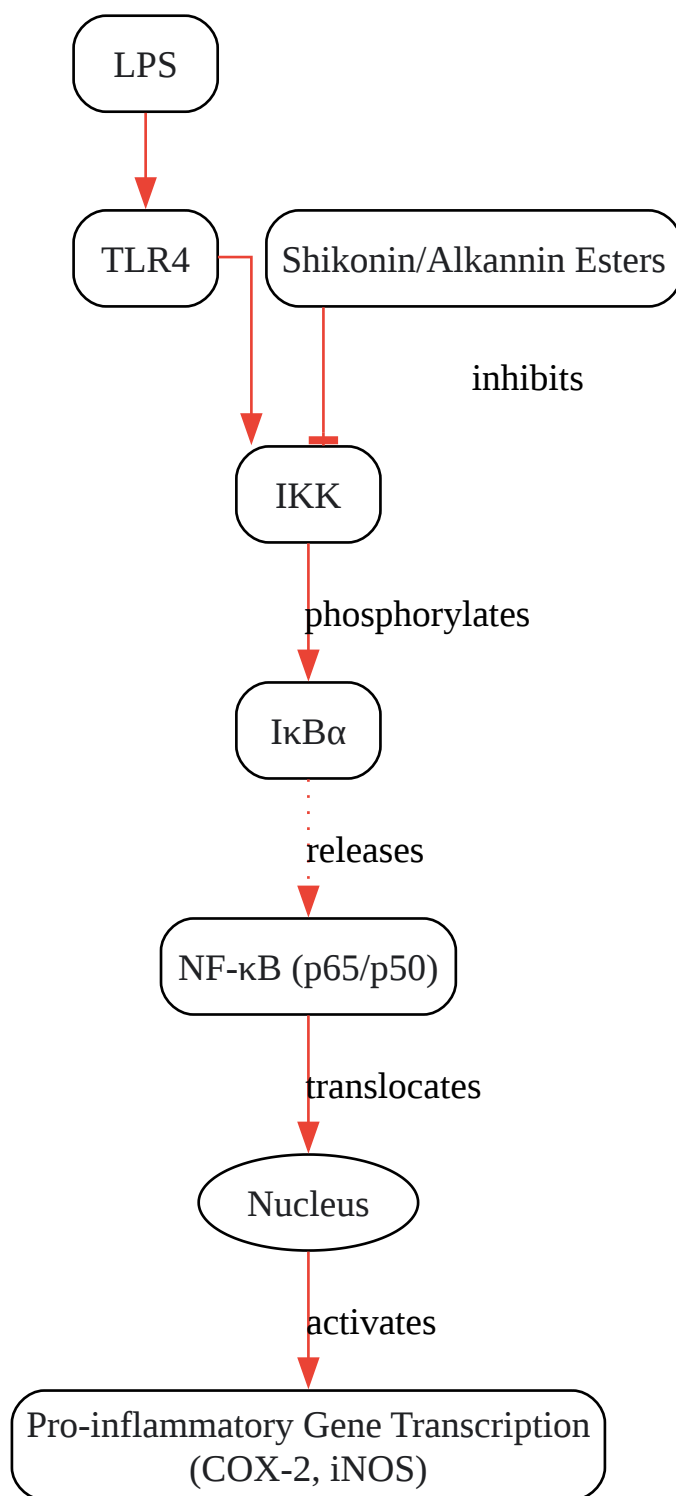 LPS
TLR4
Shikonin/Alkannin Esters
inhibits
IKK
phosphorylates
IκBα
releases
NF-κB (p65/p50)
translocates
Nucleus
activates
Pro-inflammatory Gene Transcription
(COX-2, iNOS)